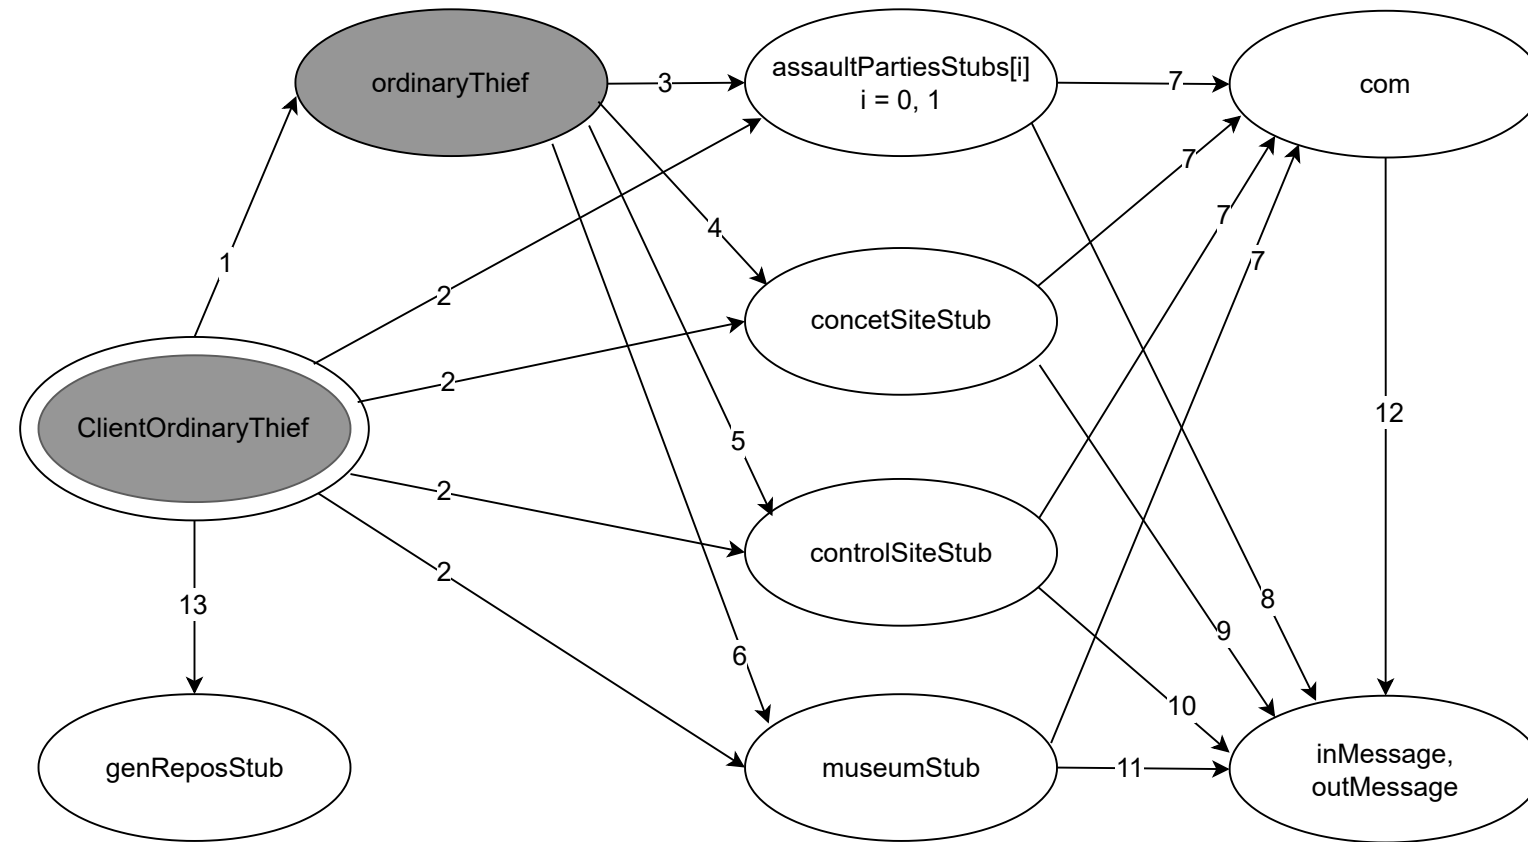 ordinaryThief
3
assaultPartiesStubs[i]
i = 0, 1
7
com
7
4
7
1
7
2
concetSiteStub
2
12
ClientOrdinaryThief
5
2
controlSiteStub
2
13
8
9
6
10
genReposStub
museumStub
11
inMessage,
outMessage